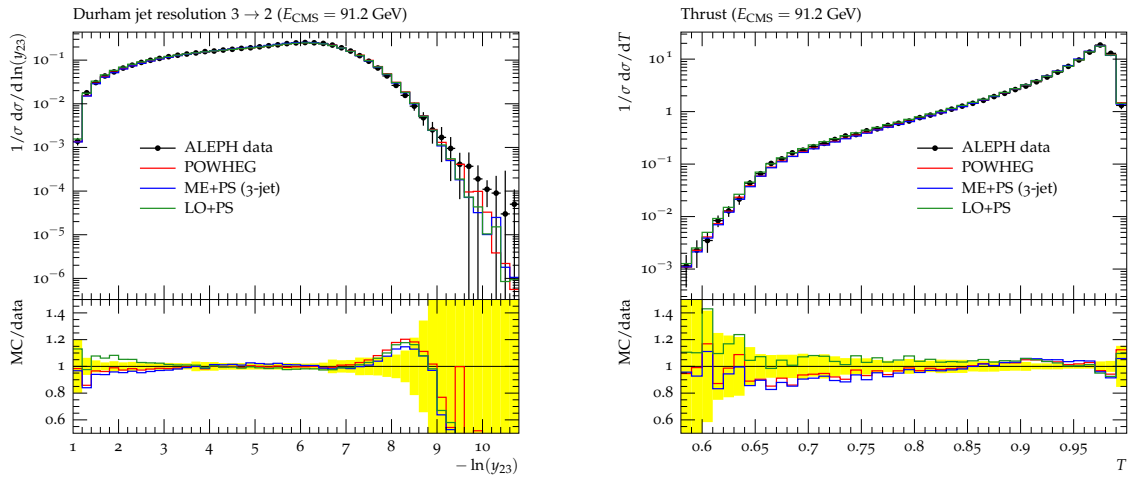 Durham jet resolution 3 → 2 (E_CMS = 91.2 GeV)
1/σ dσ/d ln(y_23)
10^−1
10^−2
10^−3
10^−4
10^−5
10^−6
ALEPH data
POWHEG
ME+PS (3-jet)
LO+PS
MC/data
1.4
1.2
1
0.8
0.6
1 2 3 4 5 6 7 8 9 10
− ln(y_23)
Thrust (E_CMS = 91.2 GeV)
1/σ dσ/dT
10^1
1
10^−1
10^−2
10^−3
ALEPH data
POWHEG
ME+PS (3-jet)
LO+PS
MC/data
1.4
1.2
1
0.8
0.6
0.6 0.65 0.7 0.75 0.8 0.85 0.9 0.95
T